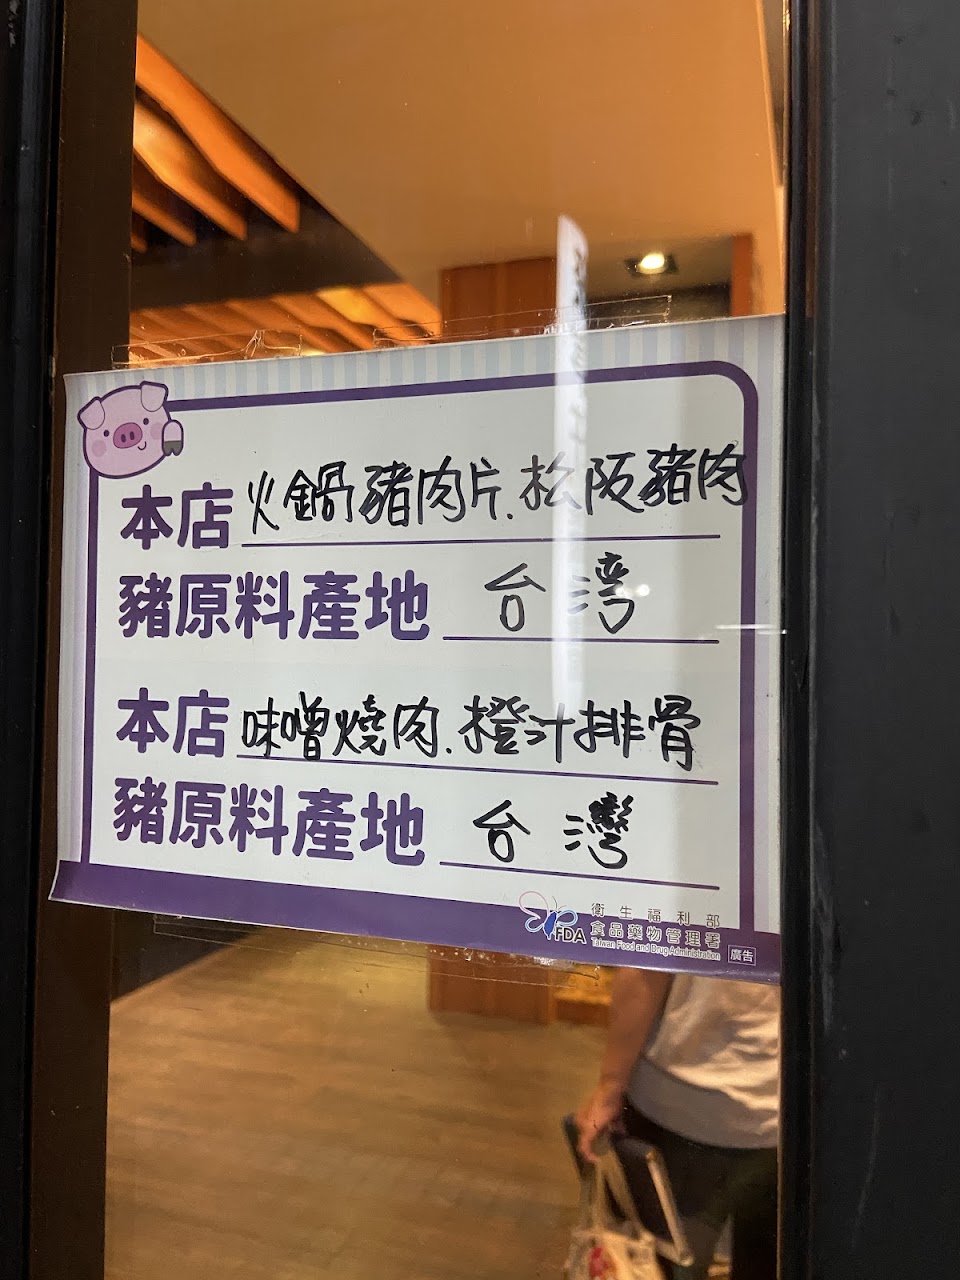 本店火鍋豬肉片.松阪豬肉
豬原料產地 台湾
本店味噌燒肉.橙汁排骨
豬原料產地 台灣
FDA
衛生福利部
食品藥物管理署
Taiwan Food and Drug Administration
廣告